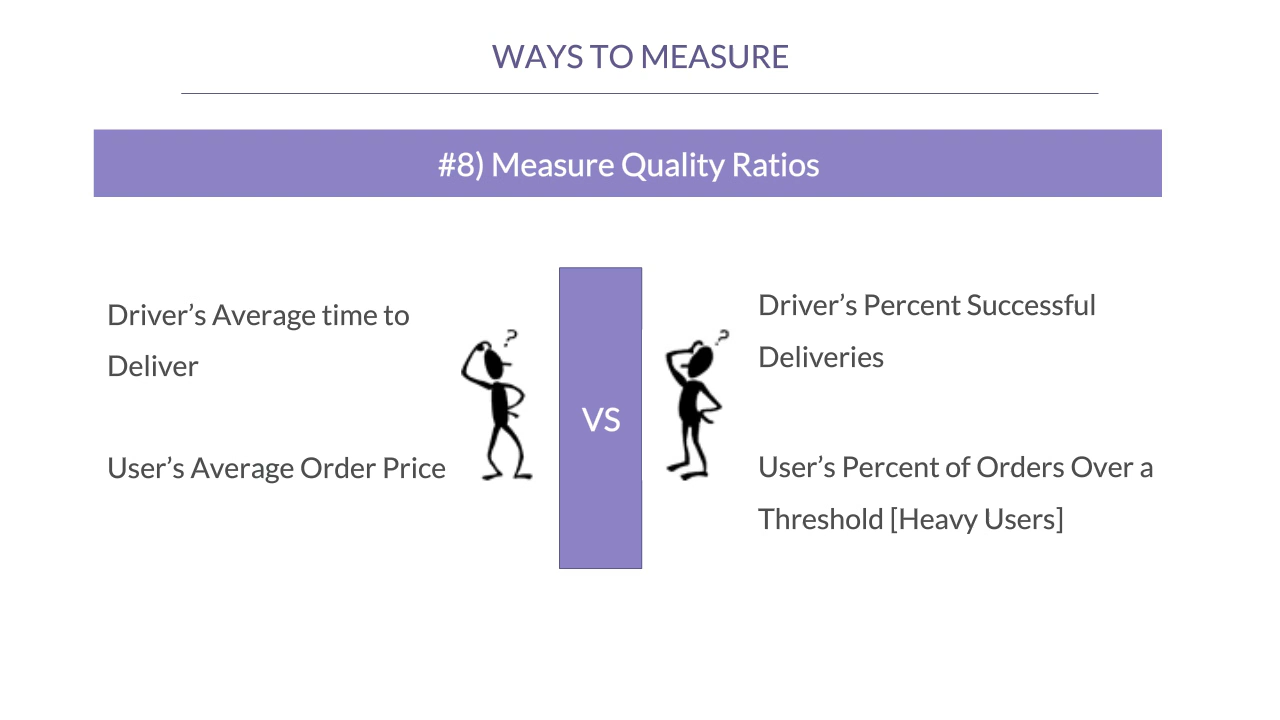 WAYS TO MEASURE
#8) Measure Quality Ratios
Driver’s Average time to
Deliver
User’s Average Order Price
?
VS
?
Driver’s Percent Successful
Deliveries
User’s Percent of Orders Over a
Threshold [Heavy Users]